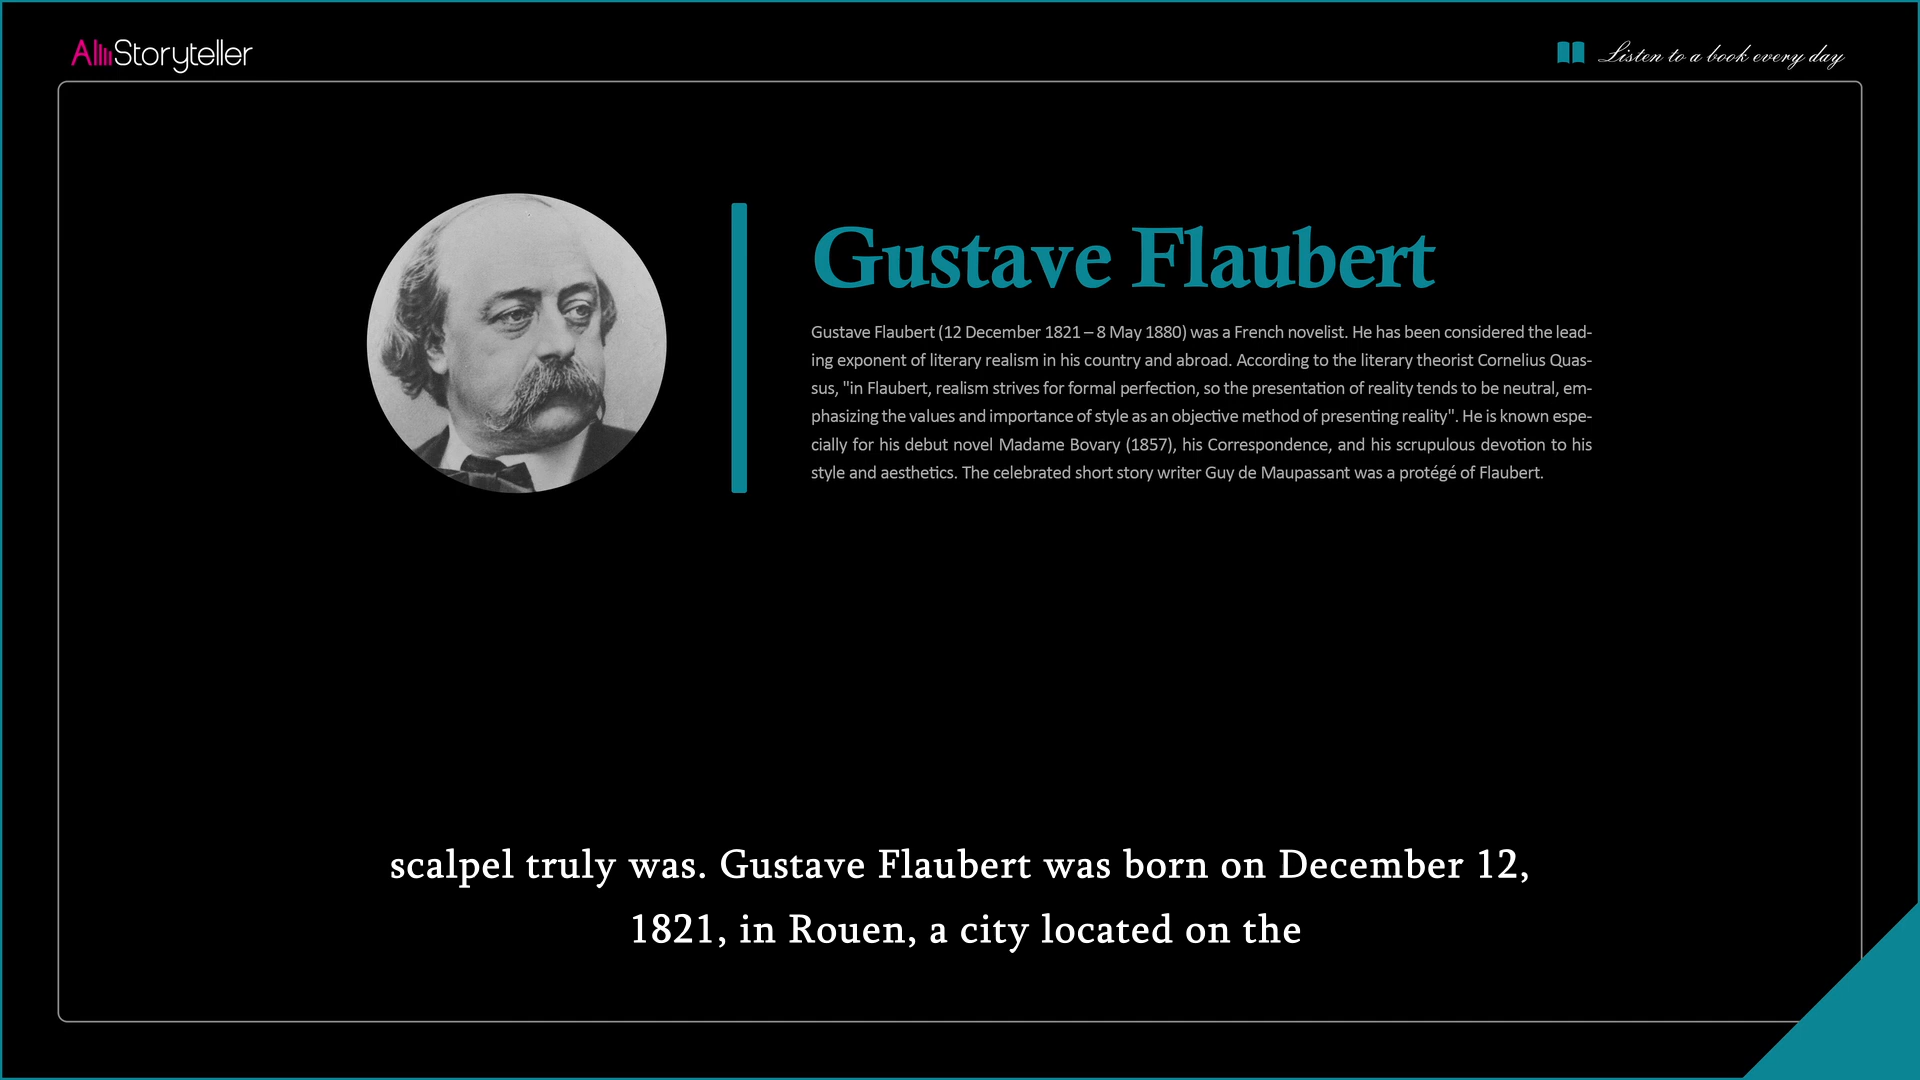 AllStoryteller
Listen to a book every day
Gustave Flaubert
Gustave Flaubert (12 December 1821 – 8 May 1880) was a French novelist. He has been considered the lead-
ing exponent of literary realism in his country and abroad. According to the literary theorist Cornelius Quas-
sus, "in Flaubert, realism strives for formal perfection, so the presentation of reality tends to be neutral, em-
phasizing the values and importance of style as an objective method of presenting reality". He is known espe-
cially for his debut novel Madame Bovary (1857), his Correspondence, and his scrupulous devotion to his
style and aesthetics. The celebrated short story writer Guy de Maupassant was a protégé of Flaubert.
scalpel truly was. Gustave Flaubert was born on December 12,
1821, in Rouen, a city located on the